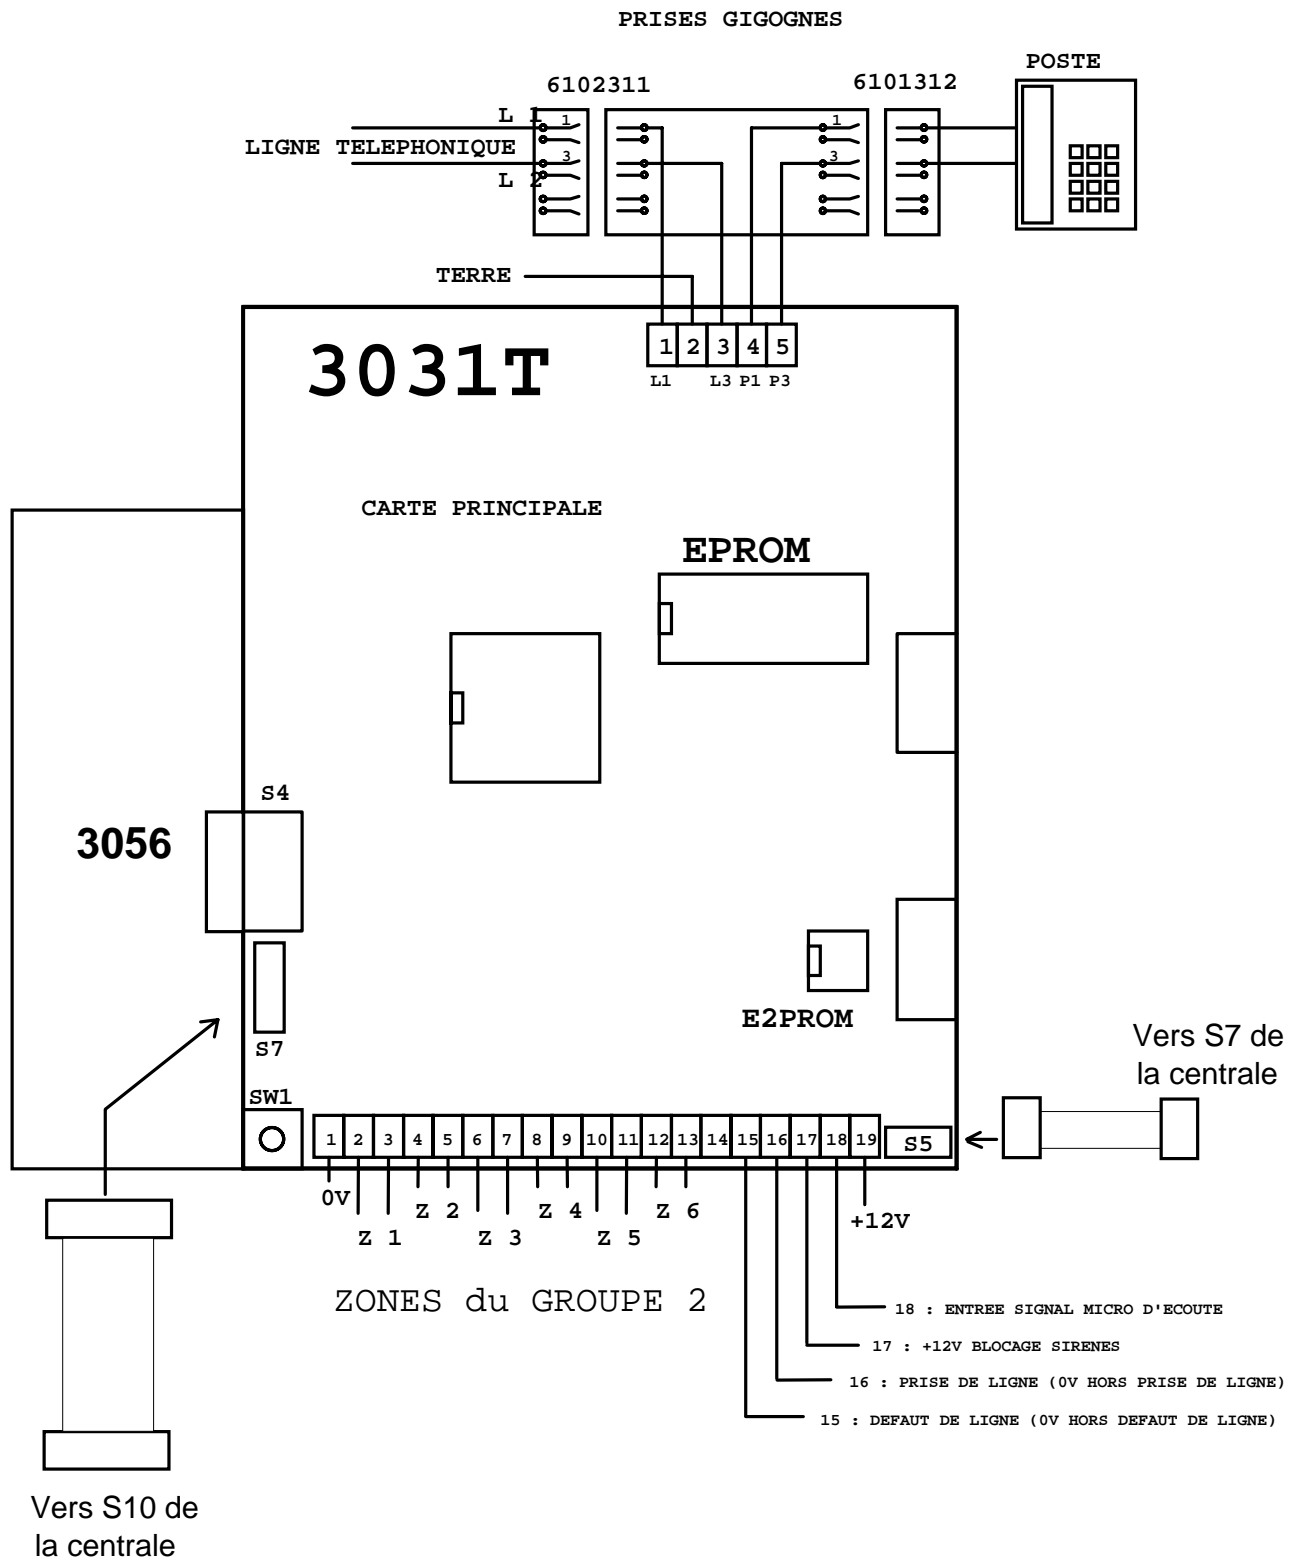 PRISES GIGOGNES
POSTE
6102311
6101312
L 1
1
1
LIGNE TELEPHONIQUE
3
3
L 2
TERRE
3031T
1 2 3 4 5
L1 L3 P1 P3
CARTE PRINCIPALE
EPROM
S4
3056
E2PROM
S7
Vers S7 de
la centrale
SW1
1 2 3 4 5 6 7 8 9 10 11 12 13 14 15 16 17 18 19
S5
0V
Z 2
Z 4
Z 6
+12V
Z 1
Z 3
Z 5
ZONES du GROUPE 2
18 : ENTREE SIGNAL MICRO D'ECOUTE
17 : +12V BLOCAGE SIRENES
16 : PRISE DE LIGNE (0V HORS PRISE DE LIGNE)
15 : DEFAUT DE LIGNE (0V HORS DEFAUT DE LIGNE)
Vers S10 de
la centrale